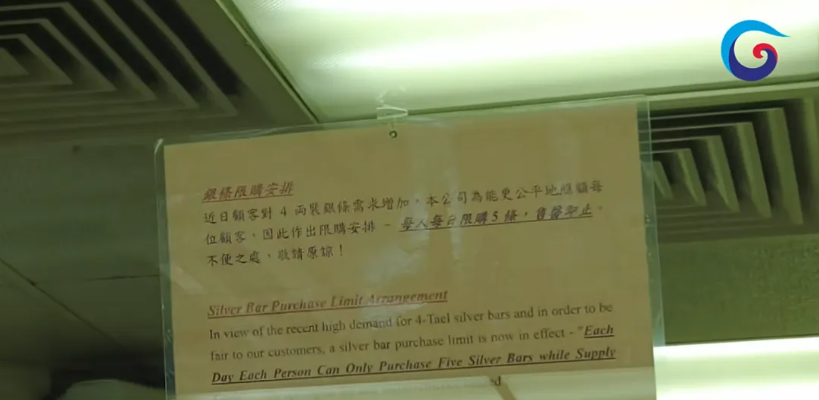 銀條限購安排
近日顧客對 4 両裝銀條需求增加，本公司為能更公平地照顧每
位顧客，因此作出限購安排 - 每人每日限購 5 條，售罄即止。
不便之處，敬請原諒！
Silver Bar Purchase Limit Arrangement
In view of the recent high demand for 4-Tael silver bars and in order to be
fair to our customers, a silver bar purchase limit is now in effect - "Each
Day Each Person Can Only Purchase Five Silver Bars while Supply